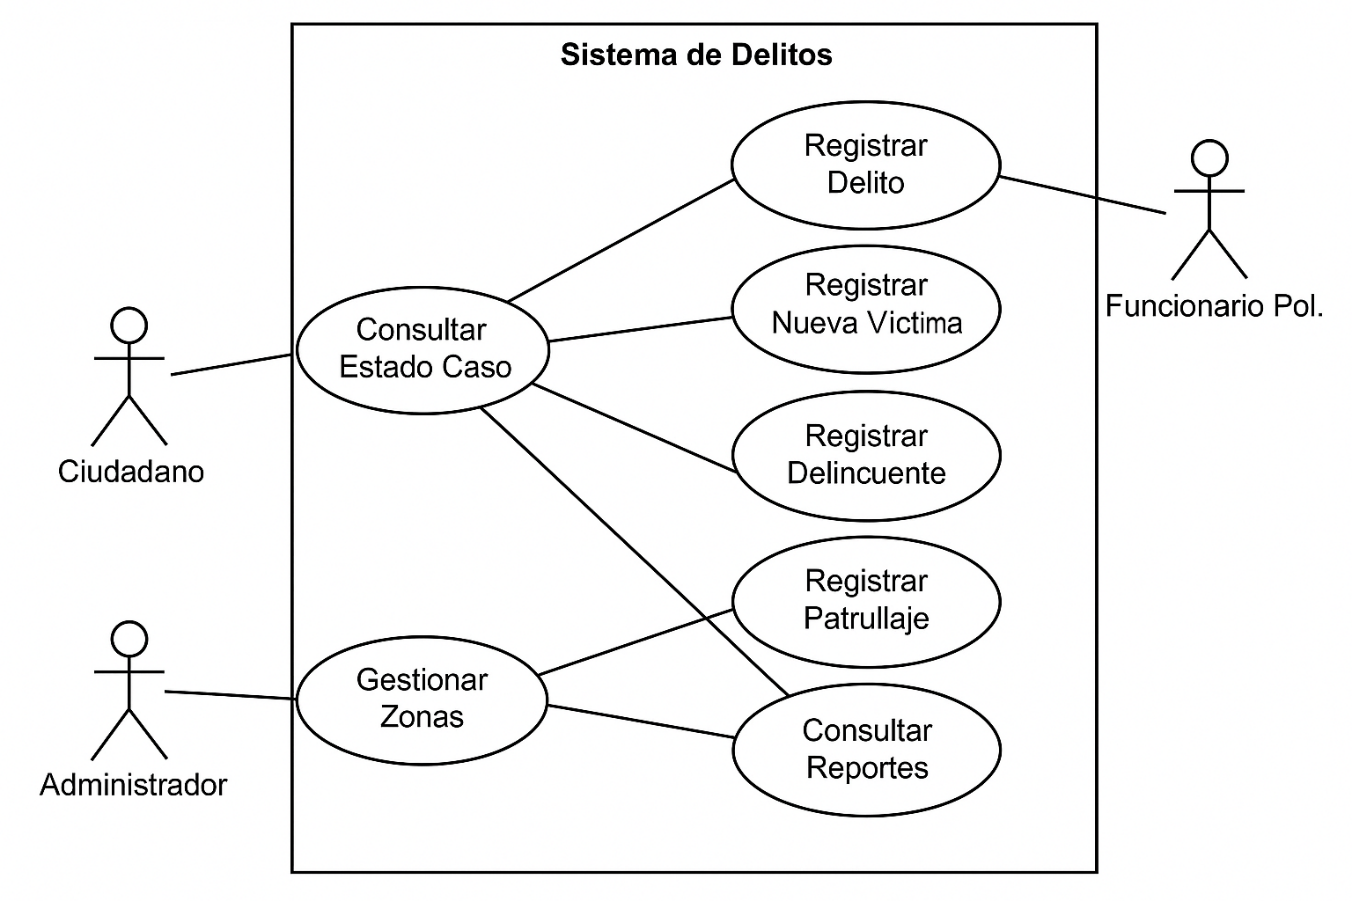 Sistema de Delitos
Registrar
Delito
Funcionario Pol.
Registrar
Nueva Victima
Consultar
Estado Caso
Ciudadano
Registrar
Delincuente
Registrar
Patrullaje
Gestionar
Zonas
Administrador
Consultar
Reportes